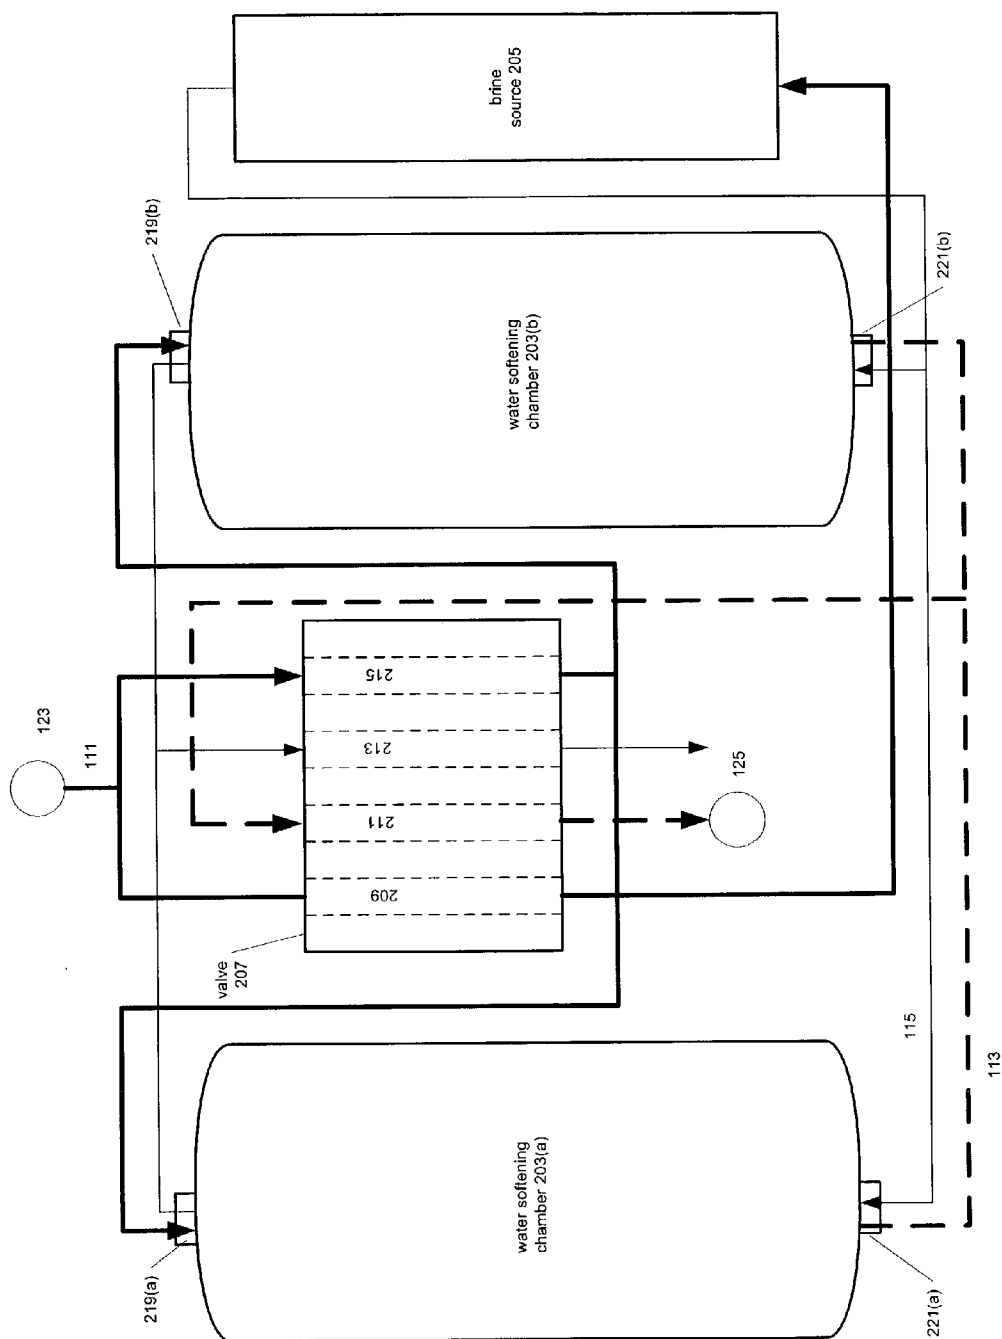 123
111
brine
source 205
219(b)
water softening
chamber 203(b)
221(b)
215
213
211
209
125
valve
207
115
113
219(a)
water softening
chamber 203(a)
221(a)